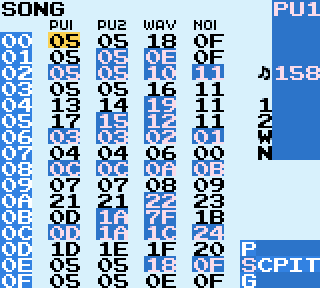 SONG PU1
PU1 PU2 WAV NOI
00 05 05 18 0F
01 05 05 0E 0F
02 05 05 10 11 ♫158
03 05 05 16 11
04 13 14 19 11 1
05 17 15 12 11 2
06 03 03 02 01 W
07 04 04 06 00 N
08 0C 0C 0A 0B
09 07 07 08 09
0A 21 21 22 23
0B 0D 1A 7F 1B
0C 0D 1A 1C 24
0D 1D 1E 1F 20 P
0E 05 05 18 0F SCPIT
0F 05 05 0E 0F G